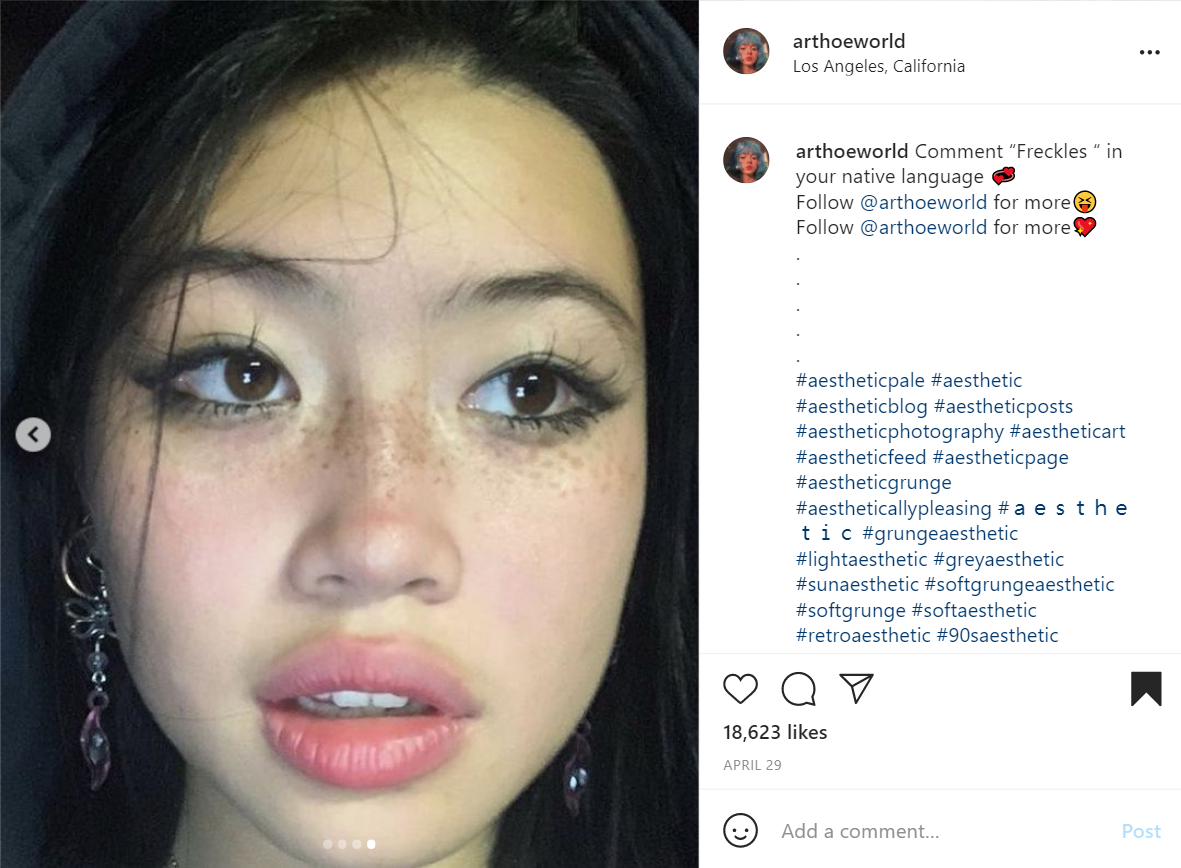 arthoeworld
Los Angeles, California
arthoeworld Comment “Freckles “ in
your native language 💞
Follow @arthoeworld for more😝
Follow @arthoeworld for more💖
.
.
.
.
.
#aestheticpale #aesthetic
#aestheticblog #aestheticposts
#aestheticphotography #aestheticart
#aestheticfeed #aestheticpage
#aestheticgrunge
#aestheticallypleasing #ａｅｓｔｈｅ
ｔｉｃ #grungeaesthetic
#lightaesthetic #greyaesthetic
#sunaesthetic #softgrungeaesthetic
#softgrunge #softaesthetic
#retroaesthetic #90saesthetic
18,623 likes
APRIL 29
Add a comment...
Post